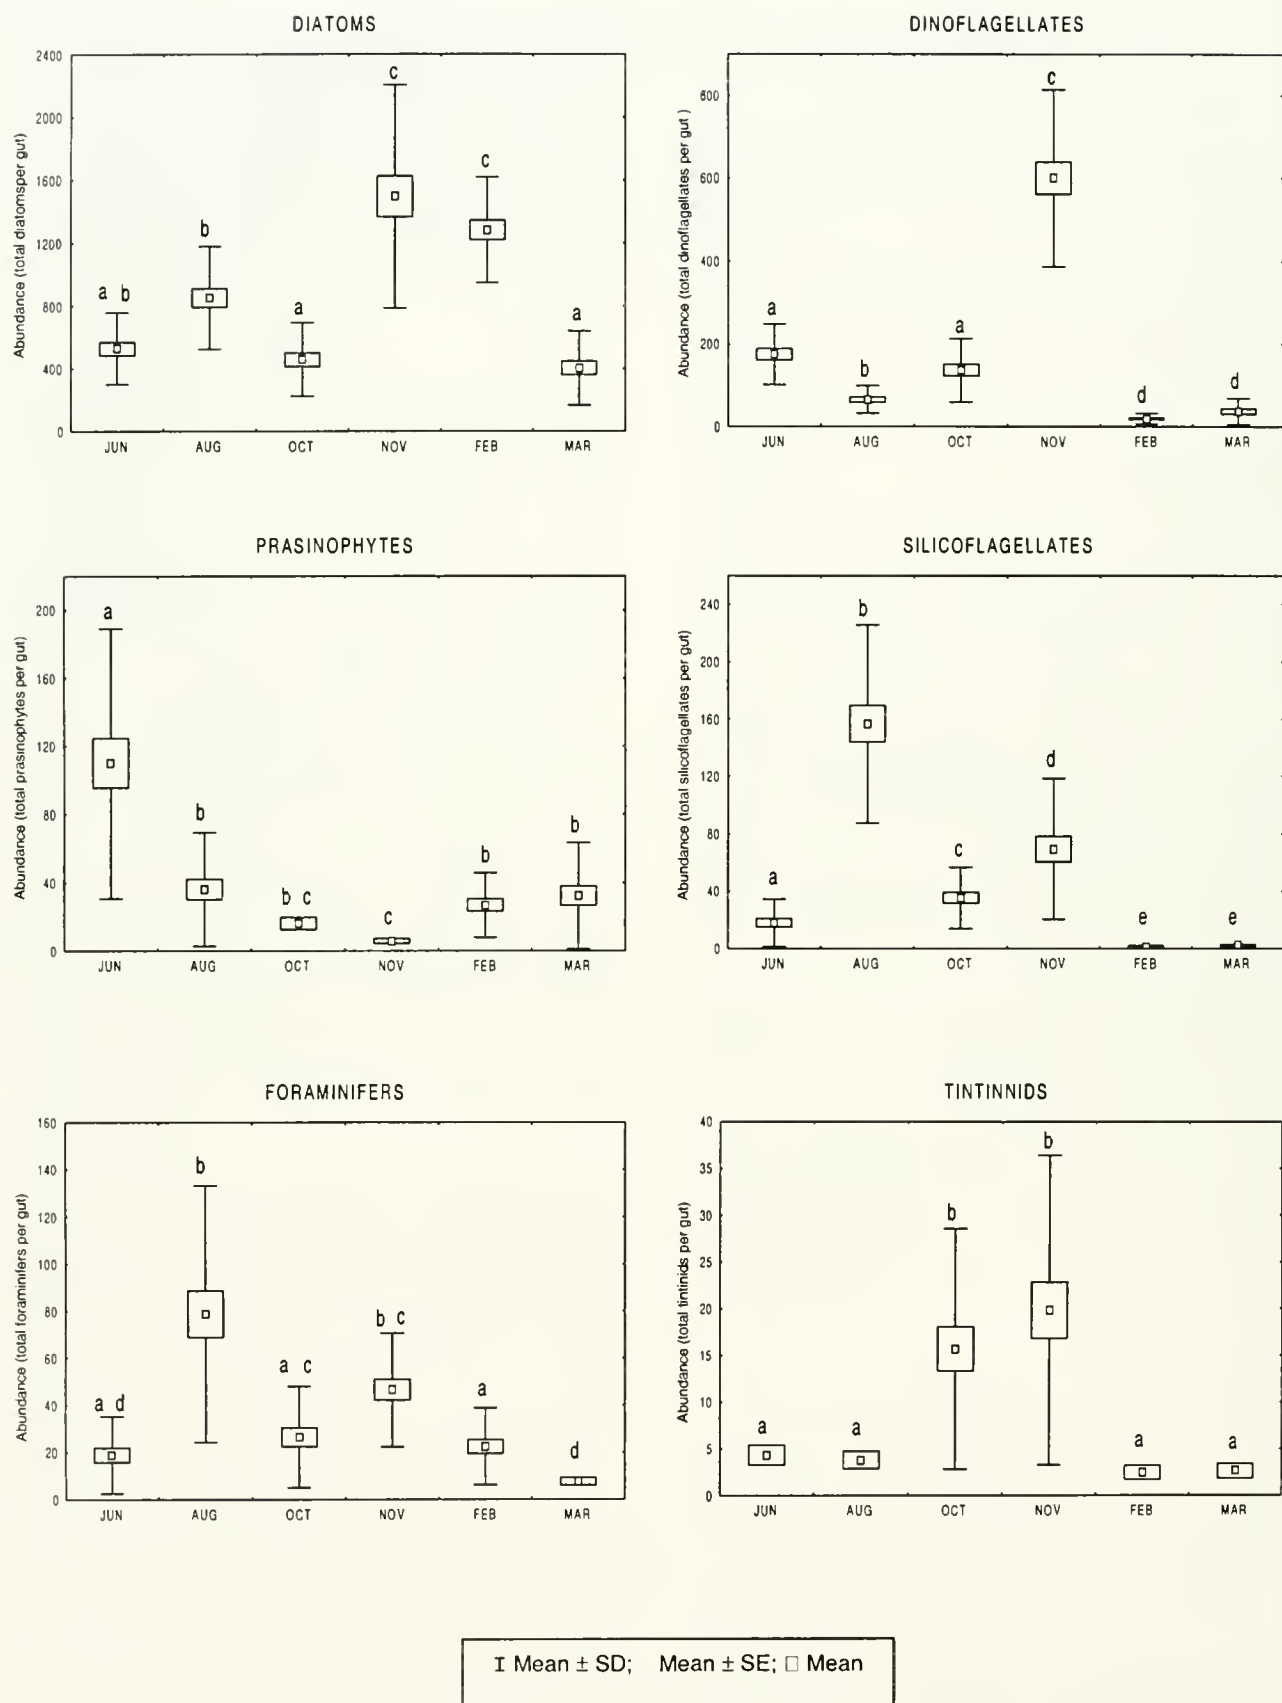 DIATOMS
Abundance (total diatomsper gut)
2400
2000
1600
1200
800
400
0
a b
b
a
c
c
a
JUN AUG OCT NOV FEB MAR
DINOFLAGELLATES
Abundance (total dinoflagellates per gut )
800
600
400
200
0
a
b
a
c
d
d
JUN AUG OCT NOV FEB MAR
PRASINOPHYTES
Abundance (total prasinophytes per gut)
200
160
120
80
40
0
a
b
b c
c
b
b
JUN AUG OCT NOV FEB MAR
SILICOFLAGELLATES
Abundance (total silicoflagellates per gut)
240
200
160
120
80
40
0
a
b
c
d
e
e
JUN AUG OCT NOV FEB MAR
FORAMINIFERS
Abundance (total foraminifers per gut)
160
140
120
100
80
60
40
20
0
a d
b
a c
b c
a
d
JUN AUG OCT NOV FEB MAR
TINTINNIDS
Abundance (total tintinids per gut)
40
35
30
25
20
15
10
5
0
a
a
b
b
a
a
JUN AUG OCT NOV FEB MAR
I Mean ± SD; Mean ± SE; □ Mean